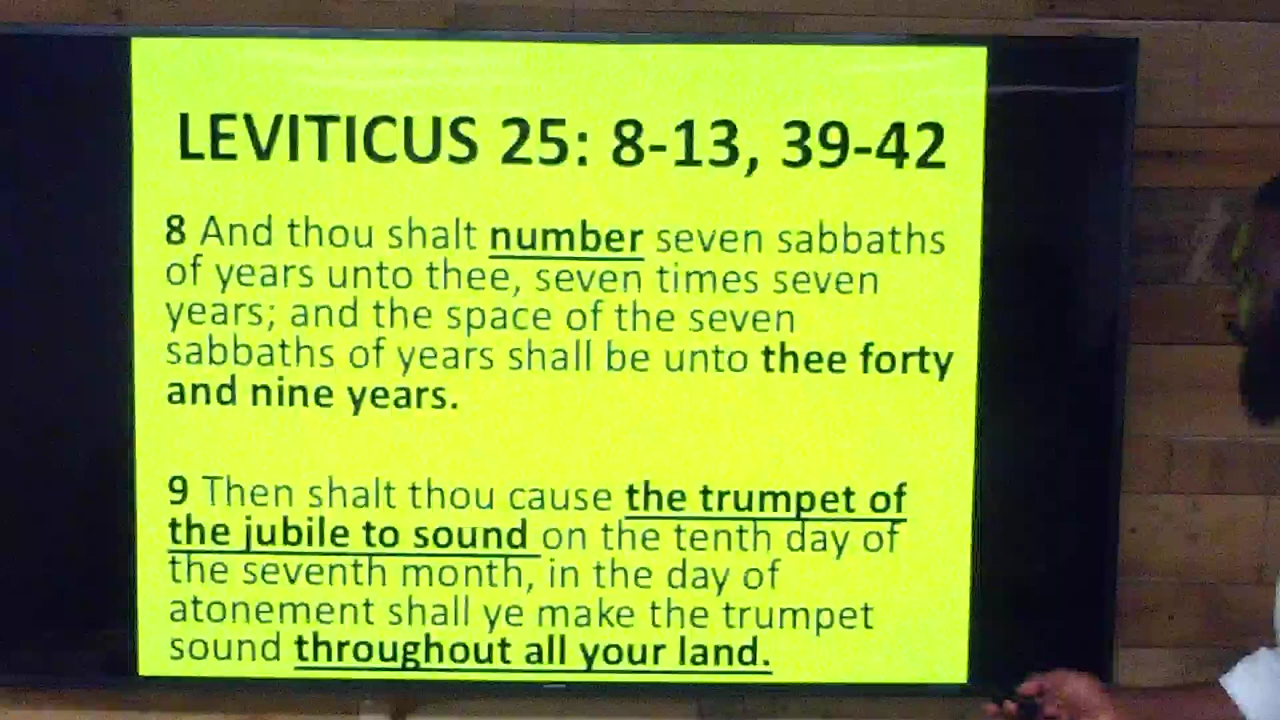 LEVITICUS 25: 8-13, 39-42
8 And thou shalt number seven sabbaths
of years unto thee, seven times seven
years; and the space of the seven
sabbaths of years shall be unto thee forty
and nine years.
9 Then shalt thou cause the trumpet of
the jubile to sound on the tenth day of
the seventh month, in the day of
atonement shall ye make the trumpet
sound throughout all your land.